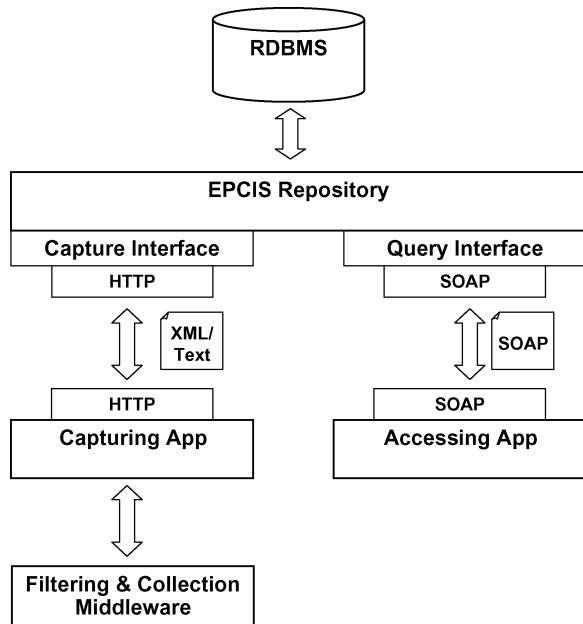 RDBMS
EPCIS Repository
Capture Interface
Query Interface
HTTP
SOAP
XML/
Text
SOAP
HTTP
SOAP
Capturing App
Accessing App
Filtering & Collection
Middleware